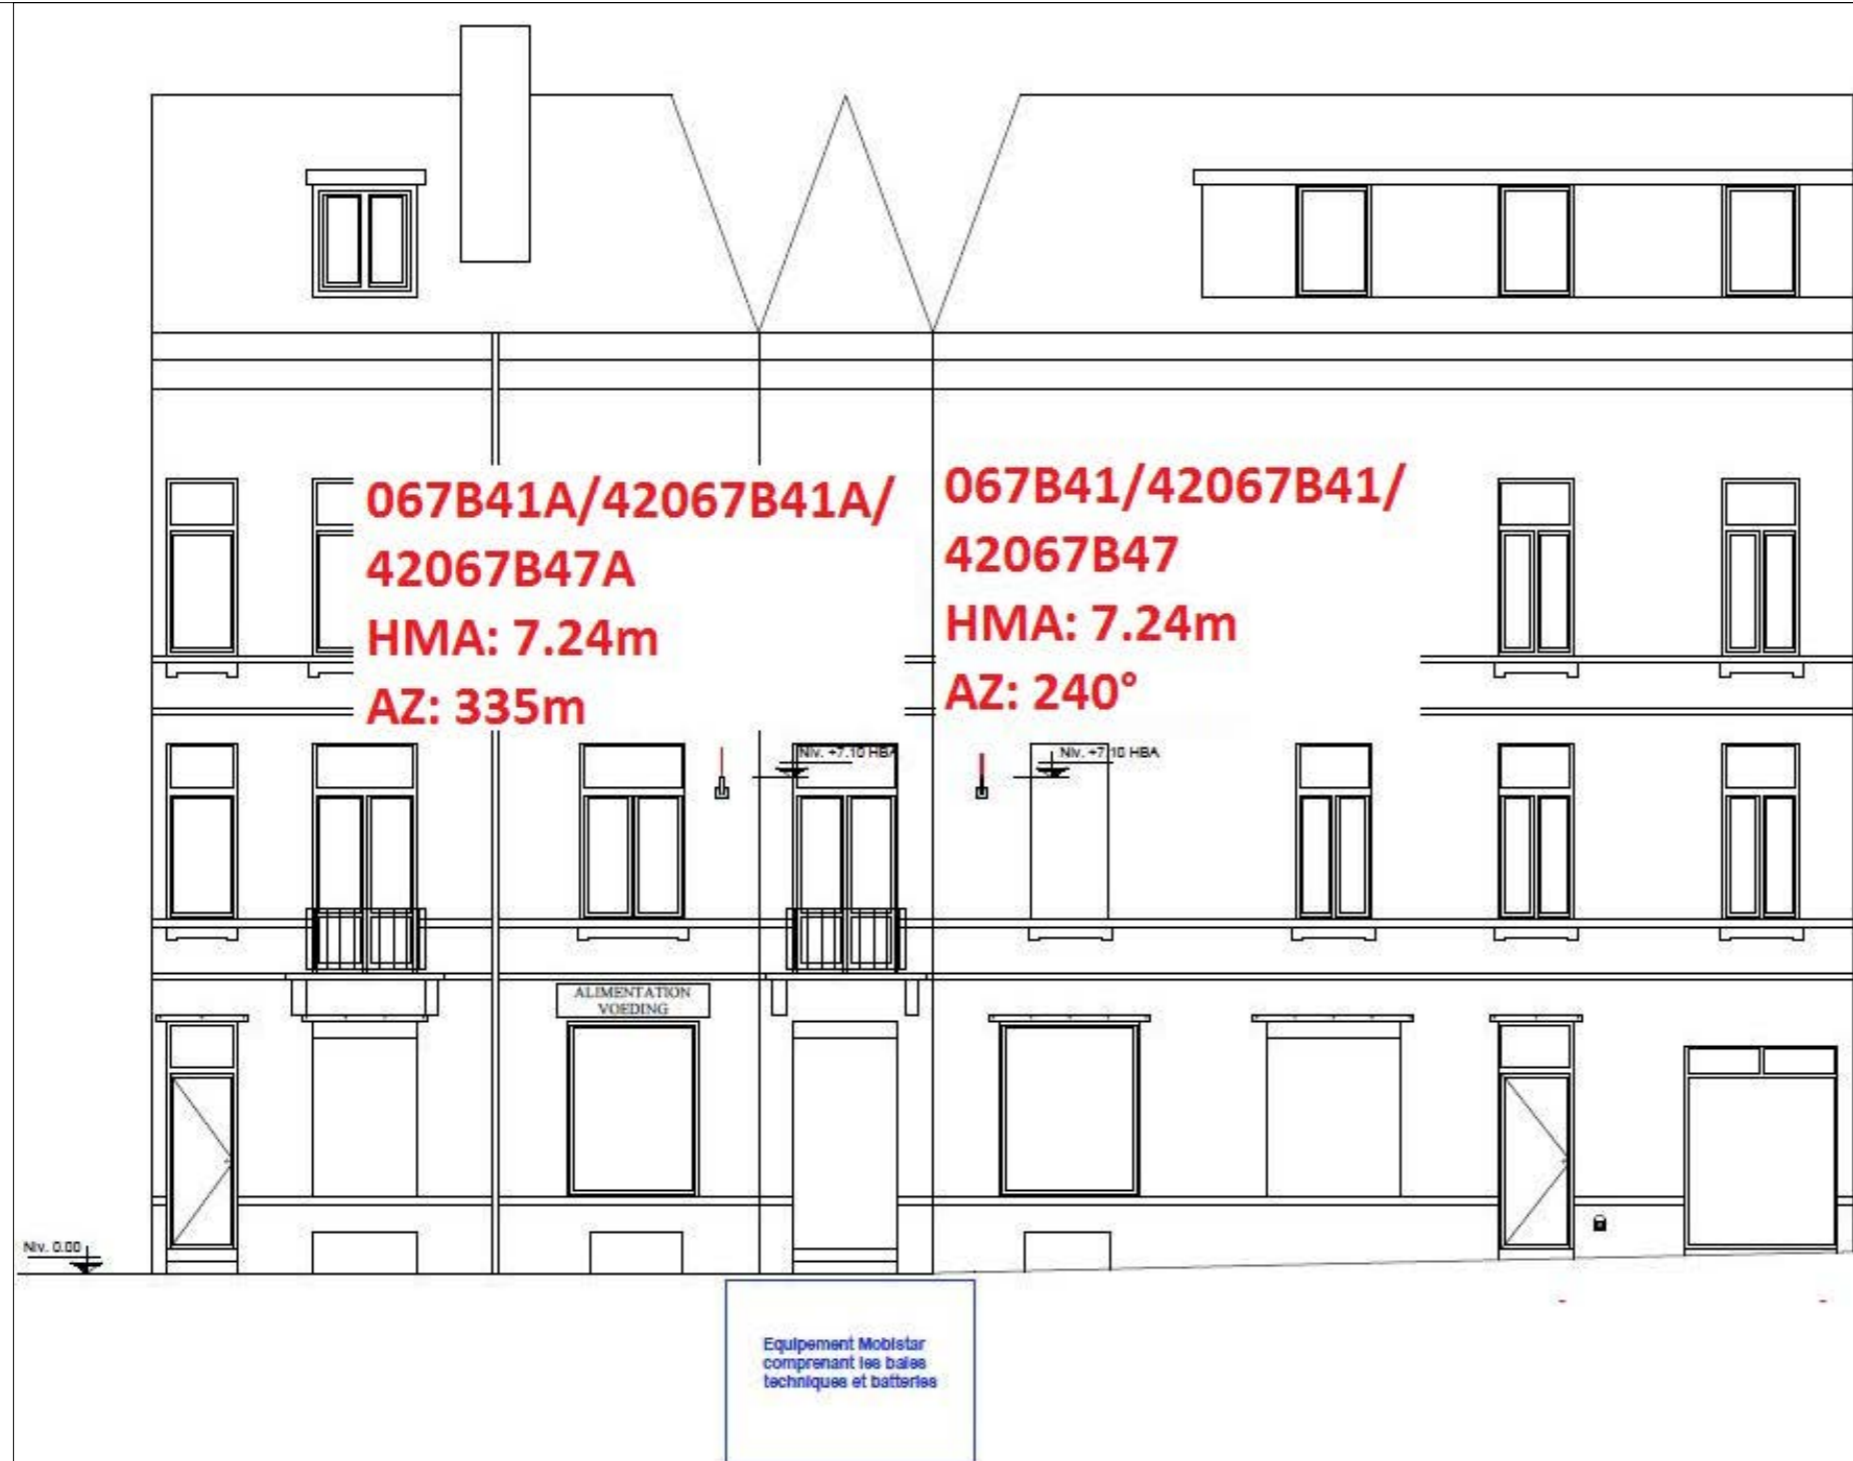 067B41A/42067B41A/
42067B47A
HMA: 7.24m
AZ: 335m
067B41/42067B41/
42067B47
HMA: 7.24m
AZ: 240°
Niv. +7.10 HBA
Niv. +7.10 HBA
ALIMENTATION
VOEDING
Niv. 0.00
Equipement Mobistar
comprenant les baies
techniques et batteries